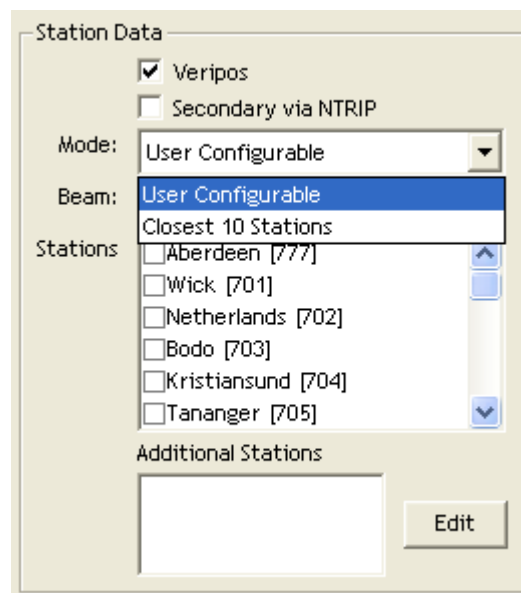 Station Data
Veripos
Secondary via NTRIP
Mode: User Configurable
Beam: User Configurable
Closest 10 Stations
Stations Aberdeen [777]
Wick [701]
Netherlands [702]
Bodo [703]
Kristiansund [704]
Tananger [705]
Additional Stations
Edit